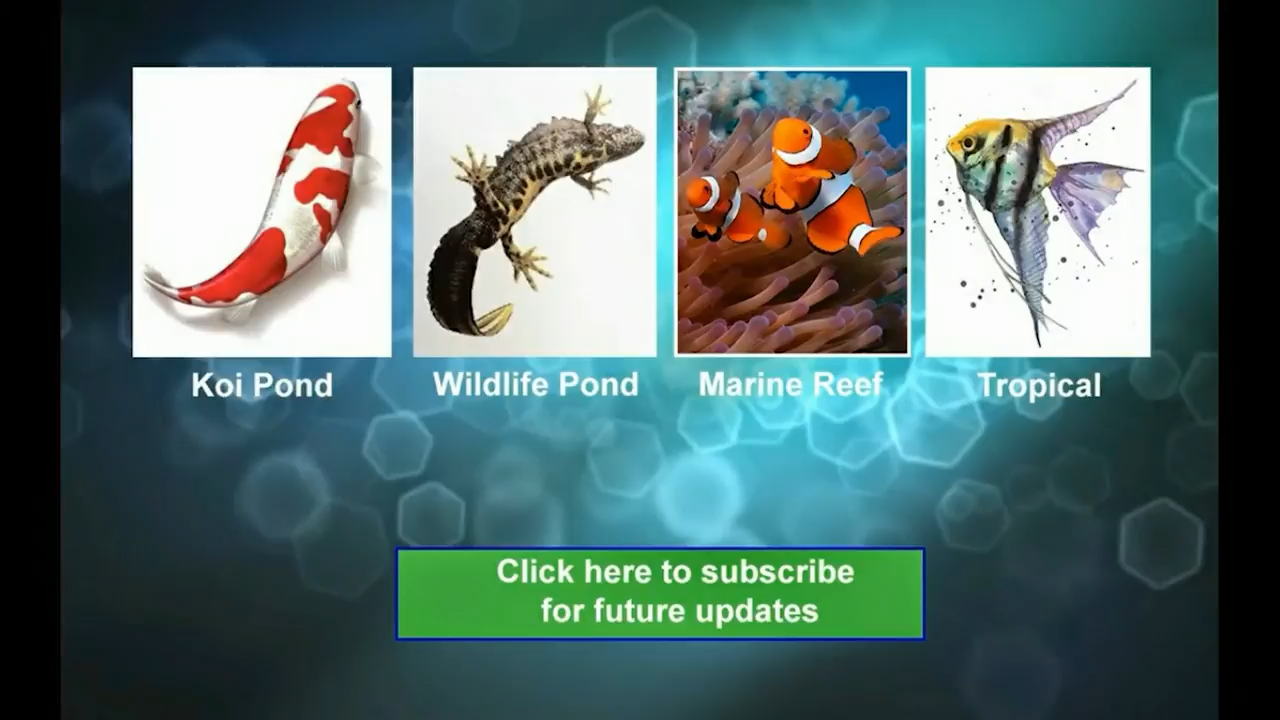 Koi Pond
Wildlife Pond
Marine Reef
Tropical
Click here to subscribe
for future updates